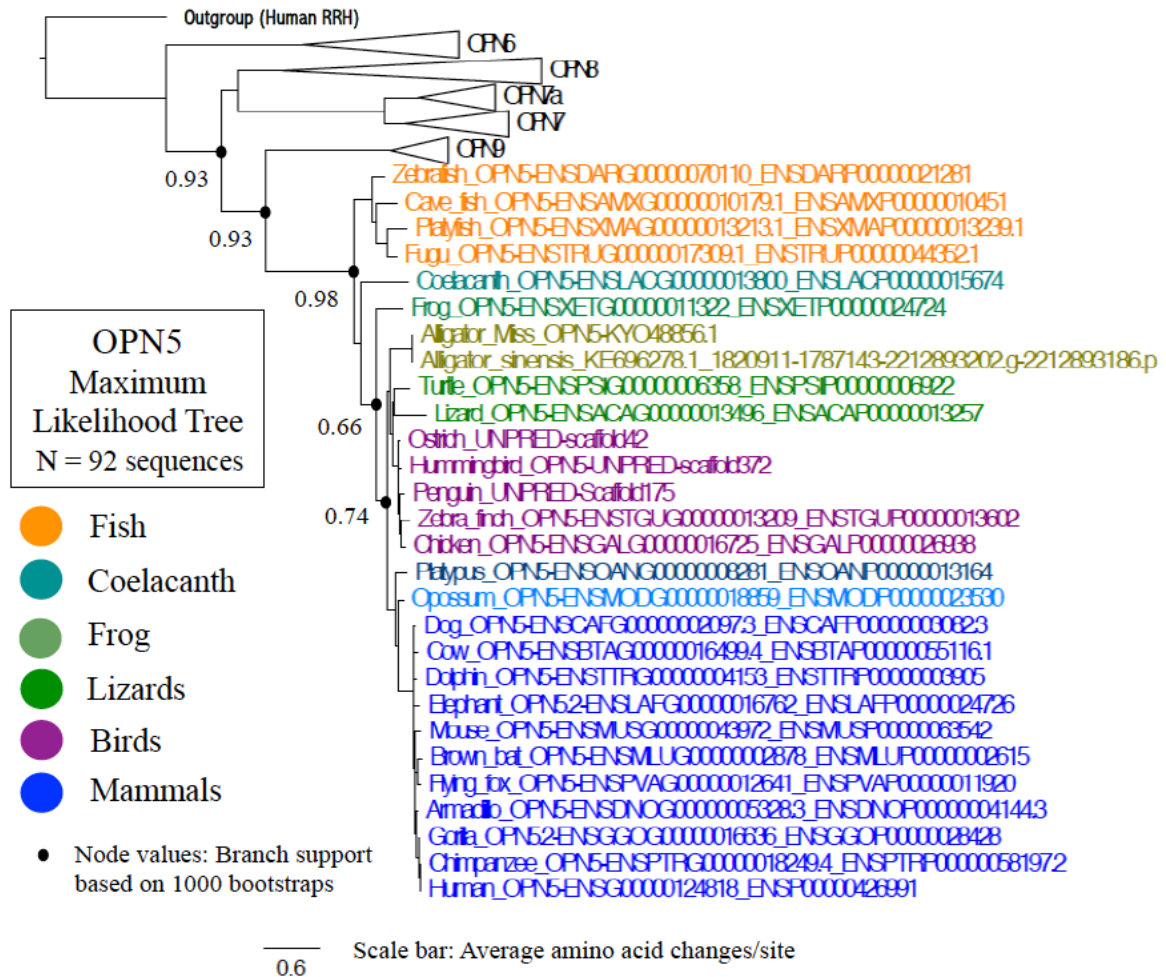 Outgroup (Human RRH)
OPN6
OPN8
OPN7a
OPN7
OPN9
0.93
Zebrafish_OPN5-ENSDARG00000070110_ENSDARP00000021281
Cave_fish_OPN5-ENSAMXG00000010179.1_ENSAMXP00000010451
0.93
Platyfish_OPN5-ENSXMAG00000013213.1_ENSXMAP00000013239.1
Fugu_OPN5-ENSTRUG00000017309.1_ENSTRUP00000044352.1
0.98
Coelacanth_OPN5-ENSLACG00000013800_ENSLACP00000015674
Frog_OPN5-ENSXETG00000011322_ENSXETP00000024724
Alligator_Miss_OPN5-KYO48856.1
Alligator_sinensis_KE696278.1_1820911-1787143-2212893202.g-2212893186.p
Turtle_OPN5-ENSPSIG00000006358_ENSPSIP00000006922
Lizard_OPN5-ENSACAG00000013496_ENSACAP00000013257
0.66
Ostrich_UNPRED-scaffold42
Hummingbird_OPN5-UNPRED-scaffold372
Penguin_UNPRED-Scaffold175
0.74
Zebra_finch_OPN5-ENSTGUG00000013209_ENSTGUP00000013602
Chicken_OPN5-ENSGALG00000016725_ENSGALP00000026938
Platypus_OPN5-ENSOANG00000008281_ENSOANP00000013164
Opossum_OPN5-ENSMODG00000018859_ENSMODP00000023530
Dog_OPN5-ENSCAFG00000002097.3_ENSCAFP00000003082.3
Cow_OPN5-ENSBTAG00000016499.4_ENSBTAP00000055116.1
Dolphin_OPN5-ENSTTRG00000004153_ENSTTRP00000003905
Elephant_OPN5.2-ENSLAFG00000016762_ENSLAFP00000024726
Mouse_OPN5-ENSMUSG00000043972_ENSMUSP00000063542
Brown_bat_OPN5-ENSMLUG00000002878_ENSMLUP00000002615
Flying_fox_OPN5-ENSPVAG00000012641_ENSPVAP00000011920
Armadillo_OPN5-ENSDNOG00000005328.3_ENSDNOP00000004144.3
Gorilla_OPN5.2-ENSGGOG00000016636_ENSGGOP00000028428
Chimpanzee_OPN5-ENSPTRG00000018249.4_ENSPTRP00000058197.2
Human_OPN5-ENSG00000124818_ENSP00000426991
OPN5
Maximum
Likelihood Tree
N = 92 sequences
Fish
Coelacanth
Frog
Lizards
Birds
Mammals
Node values: Branch support
based on 1000 bootstraps
Scale bar: Average amino acid changes/site
0.6